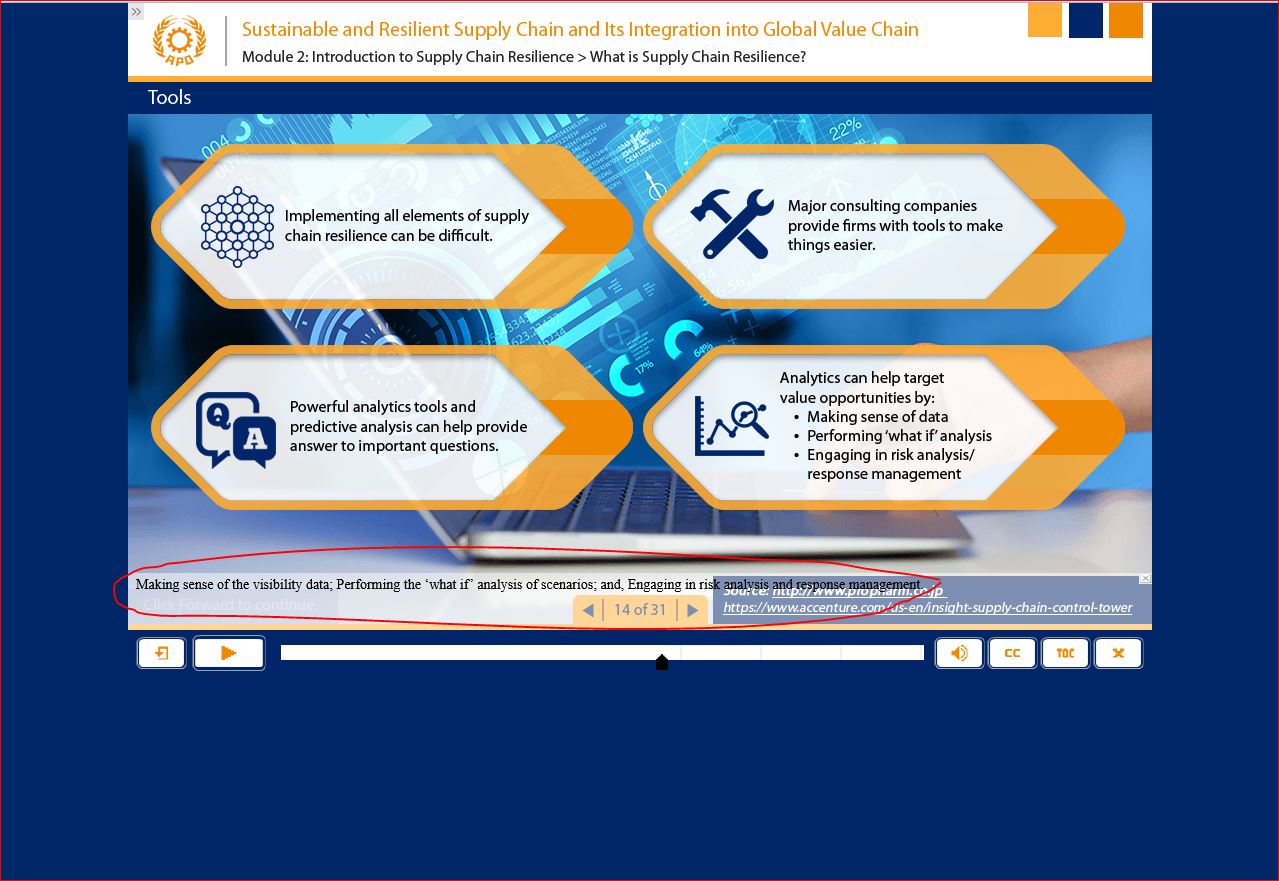 Sustainable and Resilient Supply Chain and Its Integration into Global Value Chain
APO
Module 2: Introduction to Supply Chain Resilience > What is Supply Chain Resilience?
Tools
004
22%
Implementing all elements of supply
chain resilience can be difficult.
Major consulting companies
provide firms with tools to make
things easier.
17%
64%
Powerful analytics tools and
predictive analysis can help provide
answer to important questions.
Q
A
Analytics can help target
value opportunities by:
• Making sense of data
• Performing ‘what if’ analysis
• Engaging in risk analysis/
response management
Making sense of the visibility data; Performing the ‘what if’ analysis of scenarios; and, Engaging in risk analysis and response management.
Click Forward to continue.
14 of 31
Source: http://www.propharm.co.jp
https://www.accenture.com/us-en/insight-supply-chain-control-tower
CC
TOC